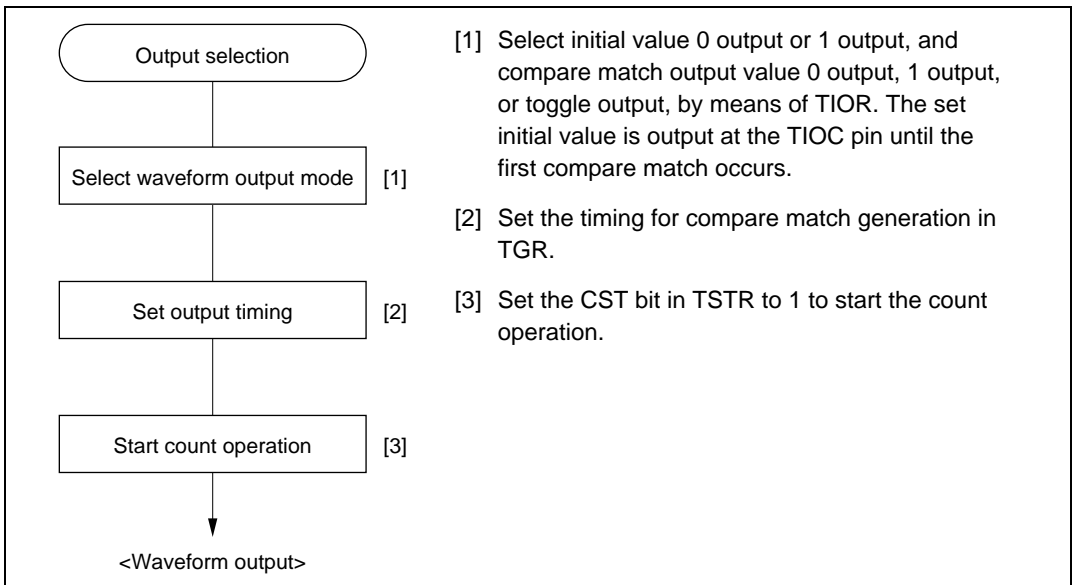 Output selection
Select waveform output mode [1]
Set output timing [2]
Start count operation [3]
<Waveform output>
[1] Select initial value 0 output or 1 output, and
compare match output value 0 output, 1 output,
or toggle output, by means of TIOR. The set
initial value is output at the TIOC pin until the
first compare match occurs.
[2] Set the timing for compare match generation in
TGR.
[3] Set the CST bit in TSTR to 1 to start the count
operation.